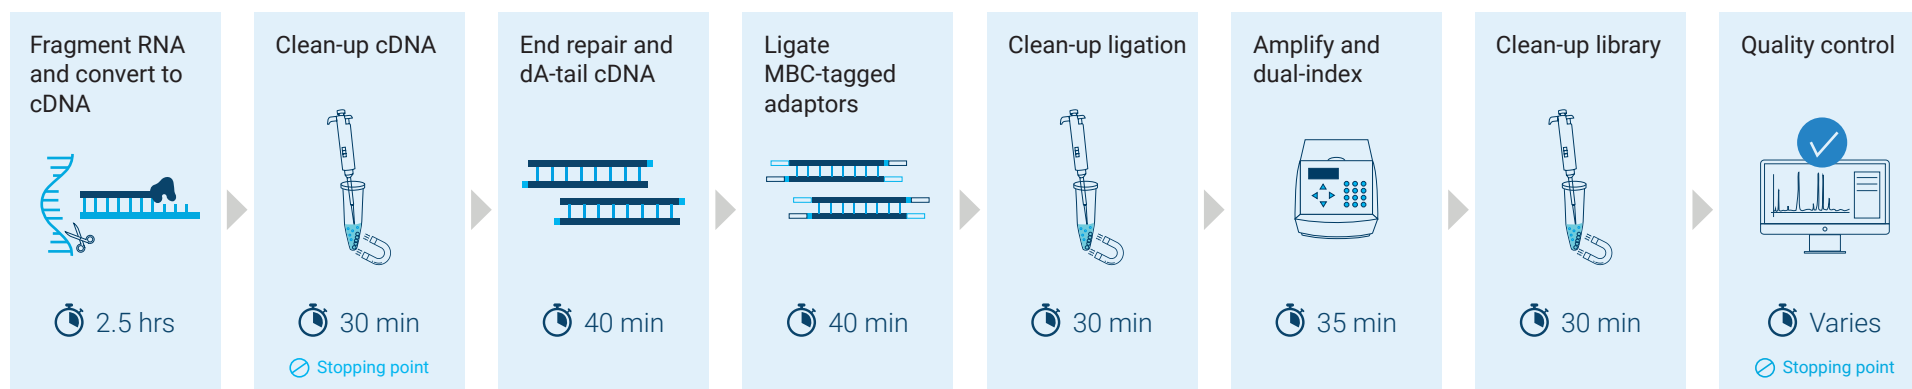 Fragment RNA
and convert to
cDNA
2.5 hrs
Clean-up cDNA
30 min
Stopping point
End repair and
dA-tail cDNA
40 min
Ligate
MBC-tagged
adaptors
40 min
Clean-up ligation
30 min
Amplify and
dual-index
35 min
Clean-up library
30 min
Quality control
Varies
Stopping point